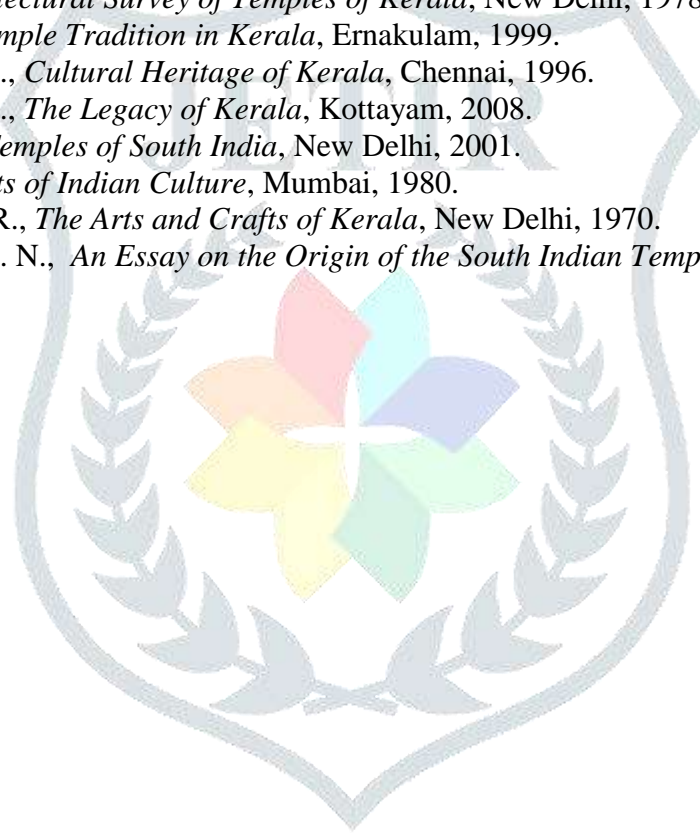 ectural Survey of Temples of Kerala, New Delhi, 1978
mple Tradition in Kerala, Ernakulam, 1999.
., Cultural Heritage of Kerala, Chennai, 1996.
., The Legacy of Kerala, Kottayam, 2008.
emples of South India, New Delhi, 2001.
ts of Indian Culture, Mumbai, 1980.
R., The Arts and Crafts of Kerala, New Delhi, 1970.
. N., An Essay on the Origin of the South Indian Temp
JETIR